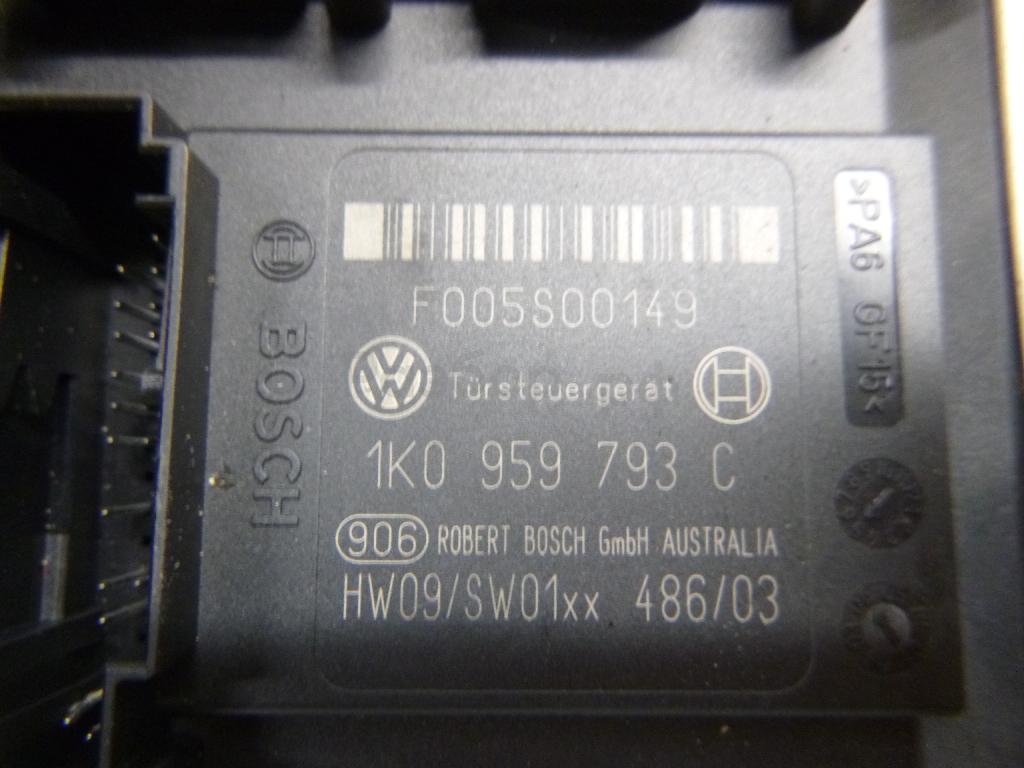 F005S00149
Türsteuergerät
1K0 959 793 C
906 ROBERT BOSCH GmbH AUSTRALIA
HW09/SW01xx 486/03
BOSCH
>PA6 GF15<